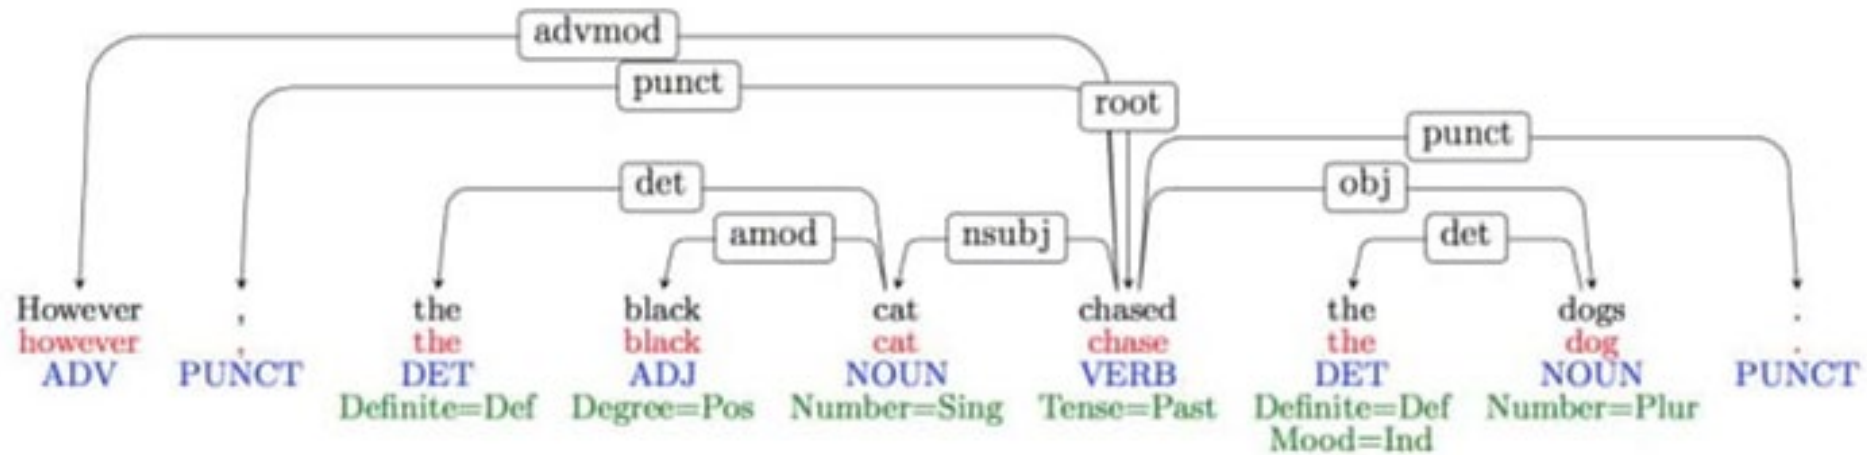 advmod
punct
root
punct
det
obj
amod
nsubj
det
However , the black cat chased the dogs .
however , the black cat chase the dog .
ADV PUNCT DET ADJ NOUN VERB DET NOUN PUNCT
Definite=Def Degree=Pos Number=Sing Tense=Past Definite=Def Number=Plur
Mood=Ind